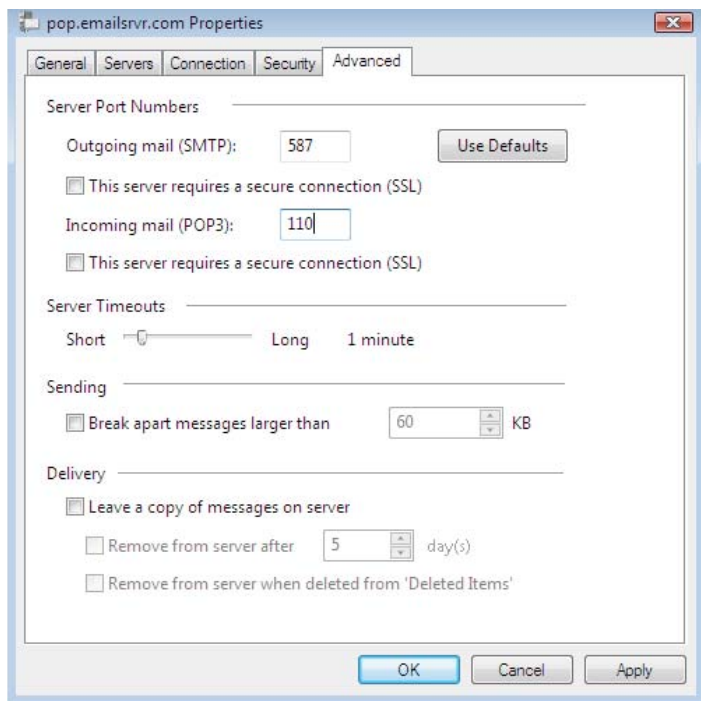 pop.emailsrvr.com Properties
General Servers Connection Security Advanced
Server Port Numbers
Outgoing mail (SMTP): 587 Use Defaults
This server requires a secure connection (SSL)
Incoming mail (POP3): 110
This server requires a secure connection (SSL)
Server Timeouts
Short Long 1 minute
Sending
Break apart messages larger than 60 KB
Delivery
Leave a copy of messages on server
Remove from server after 5 day(s)
Remove from server when deleted from 'Deleted Items'
OK Cancel Apply